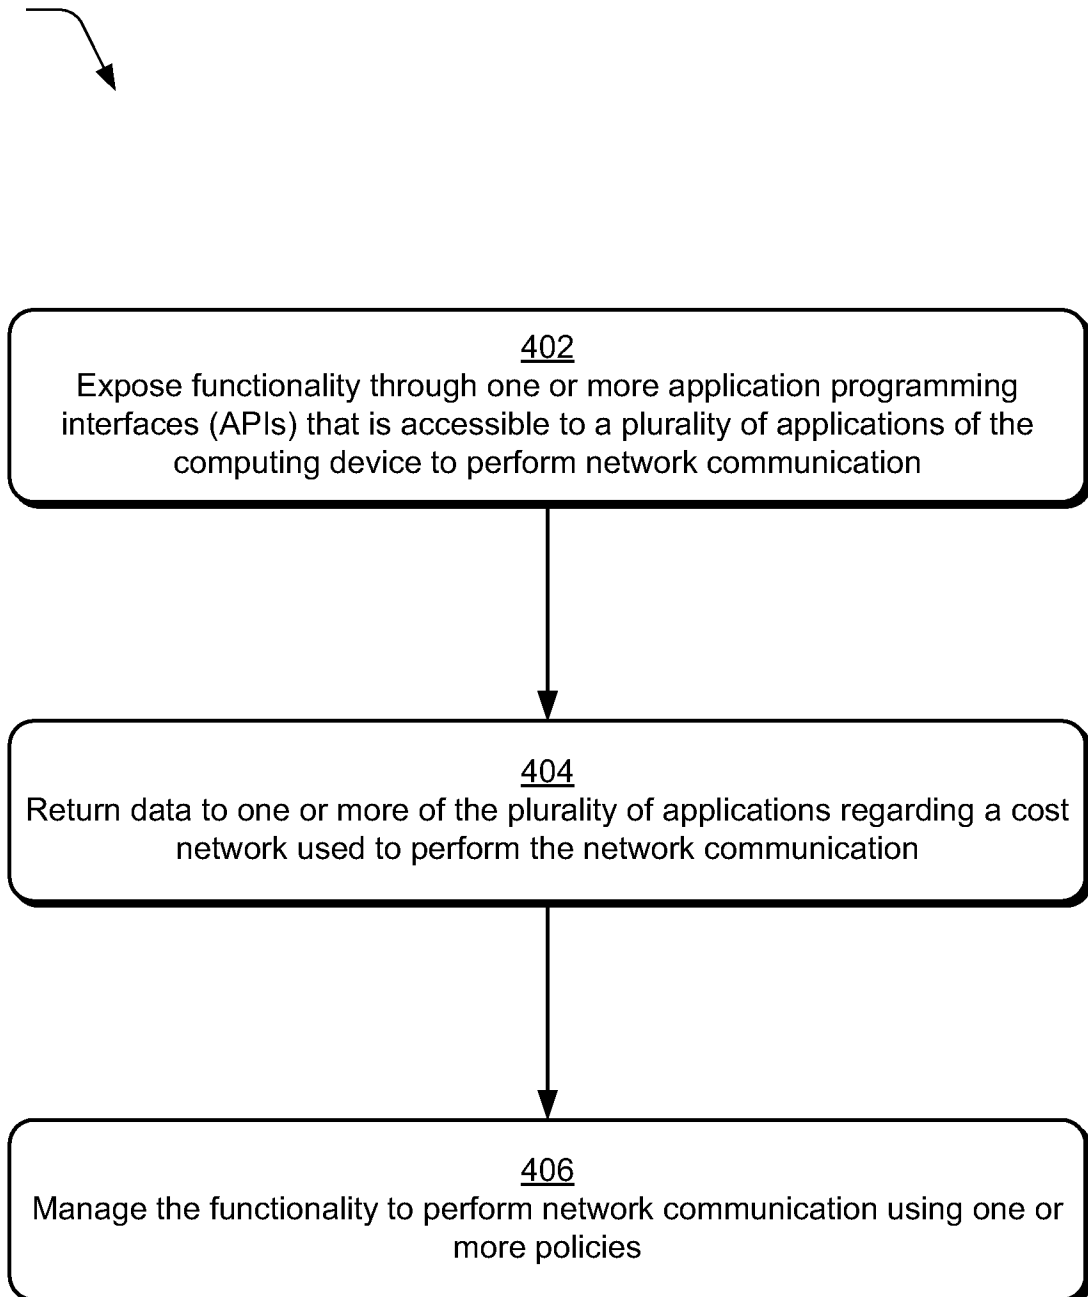 402
Expose functionality through one or more application programming
interfaces (APIs) that is accessible to a plurality of applications of the
computing device to perform network communication
404
Return data to one or more of the plurality of applications regarding a cost
network used to perform the network communication
406
Manage the functionality to perform network communication using one or
more policies